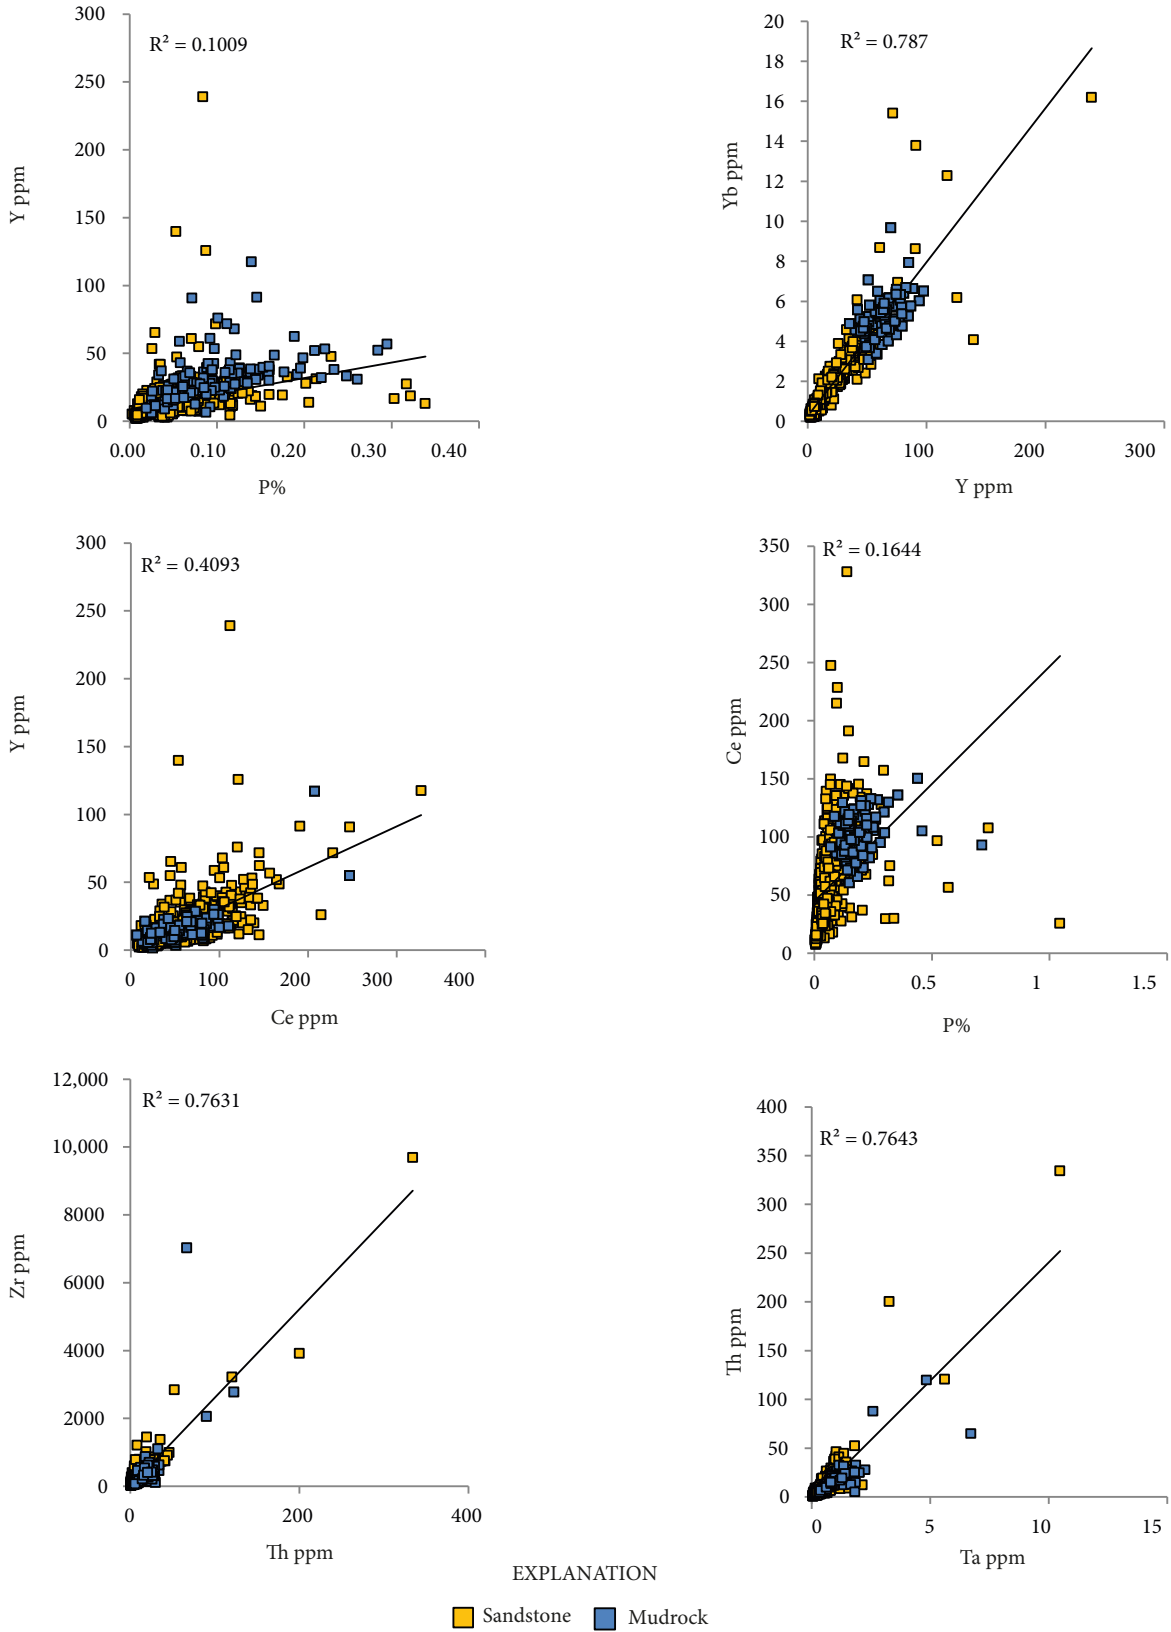 300
250
200
150
100
50
0
R² = 0.1009
Y ppm
0.00 0.10 0.20 0.30 0.40
P%
20
18
16
14
12
10
8
6
4
2
0
R² = 0.787
Yb ppm
0 100 200 300
Y ppm
300
250
200
150
100
50
0
R² = 0.4093
Y ppm
0 100 200 300 400
Ce ppm
350
300
250
200
150
100
50
0
R² = 0.1644
Ce ppm
0 0.5 1 1.5
P%
12,000
10,000
8000
6000
4000
2000
0
R² = 0.7631
Zr ppm
0 200 400
Th ppm
400
350
300
250
200
150
100
50
0
R² = 0.7643
Th ppm
0 5 10 15
Ta ppm
EXPLANATION
Sandstone Mudrock